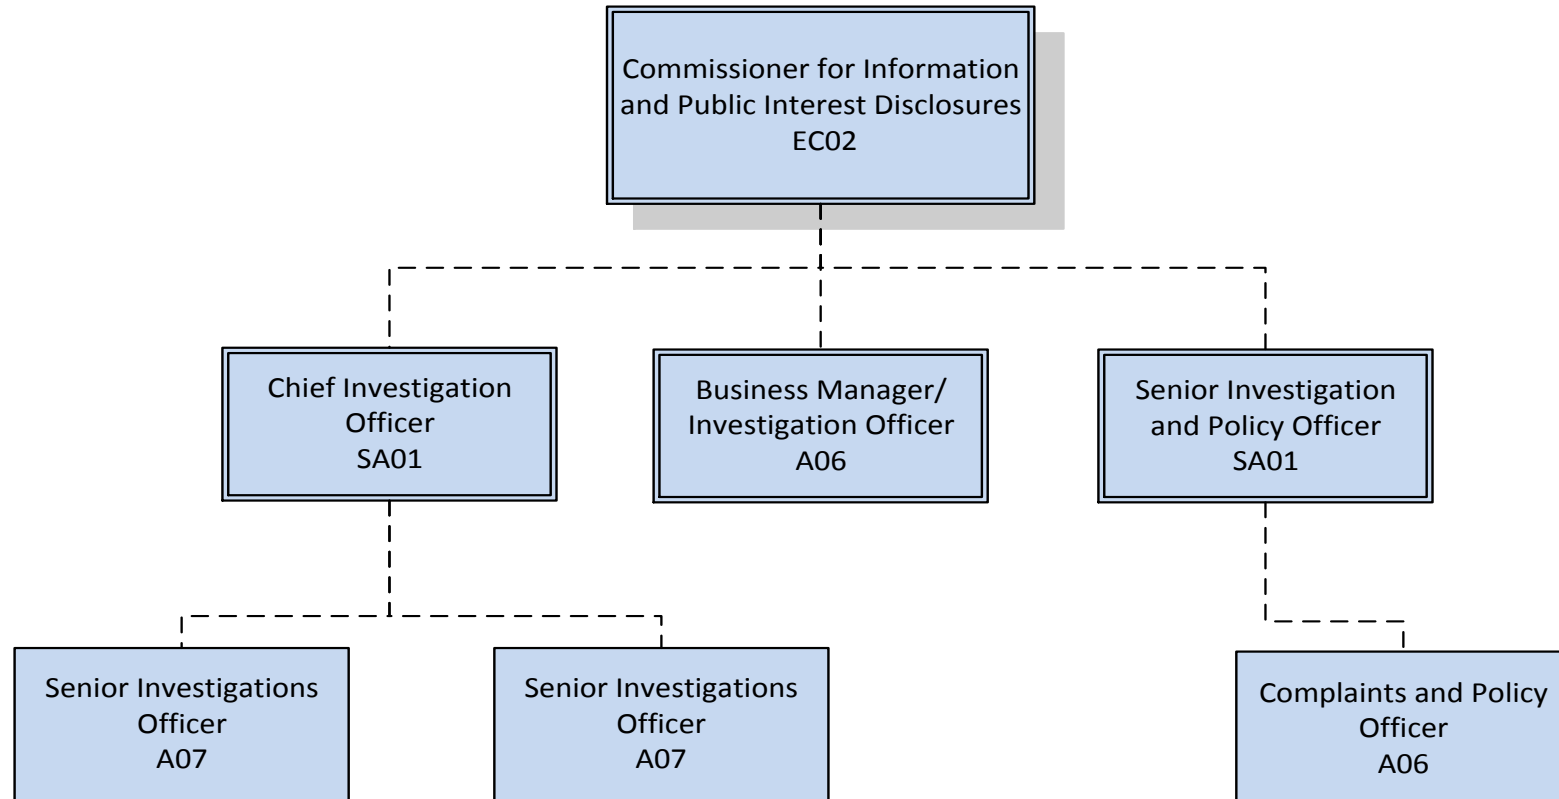 Commissioner for Information
and Public Interest Disclosures
EC02
Chief Investigation
Officer
SA01
Business Manager/
Investigation Officer
A06
Senior Investigation
and Policy Officer
SA01
Senior Investigations
Officer
A07
Senior Investigations
Officer
A07
Complaints and Policy
Officer
A06